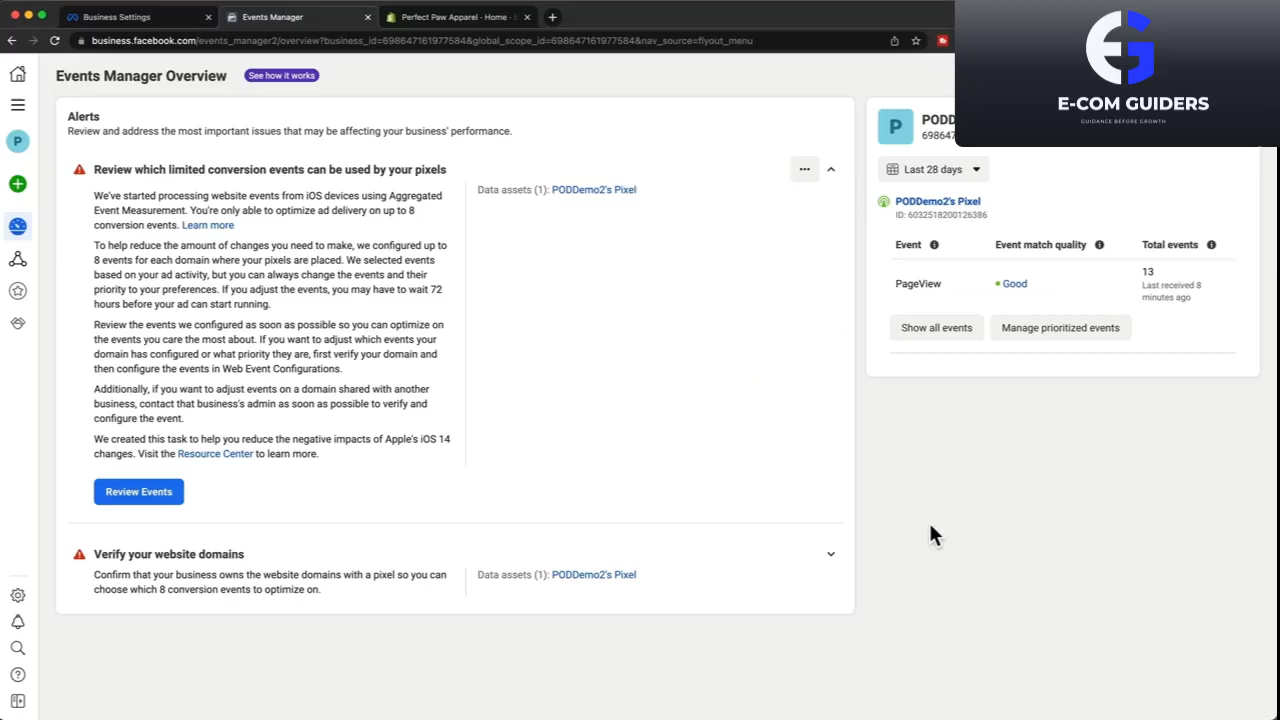 Business Settings
Events Manager
Perfect Paw Apparel - Home -
business.facebook.com/events_manager2/overview?business_id=698647161977584&global_scope_id=698647161977584&nav_source=flyout_menu
E-COM GUIDERS
GUIDANCE BEFORE GROWTH
Events Manager Overview
See how it works
Alerts
Review and address the most important issues that may be affecting your business' performance.
Review which limited conversion events can be used by your pixels
We've started processing website events from iOS devices using Aggregated
Event Measurement. You're only able to optimize ad delivery on up to 8
conversion events. Learn more
To help reduce the amount of changes you need to make, we configured up to
8 events for each domain where your pixels are placed. We selected events
based on your ad activity, but you can always change the events and their
priority to your preferences. If you adjust the events, you may have to wait 72
hours before your ad can start running.
Review the events we configured as soon as possible so you can optimize on
the events you care the most about. If you want to adjust which events your
domain has configured or what priority they are, first verify your domain and
then configure the events in Web Event Configurations.
Additionally, if you want to adjust events on a domain shared with another
business, contact that business's admin as soon as possible to verify and
configure the event.
We created this task to help you reduce the negative impacts of Apple's iOS 14
changes. Visit the Resource Center to learn more.
Review Events
Data assets (1): PODDemo2's Pixel
Verify your website domains
Confirm that your business owns the website domains with a pixel so you can
choose which 8 conversion events to optimize on.
Data assets (1): PODDemo2's Pixel
P
P
PODD
69864
Last 28 days
PODDemo2's Pixel
ID: 6032518200126386
Event Event match quality Total events
PageView Good 13
Last received 8
minutes ago
Show all events Manage prioritized events